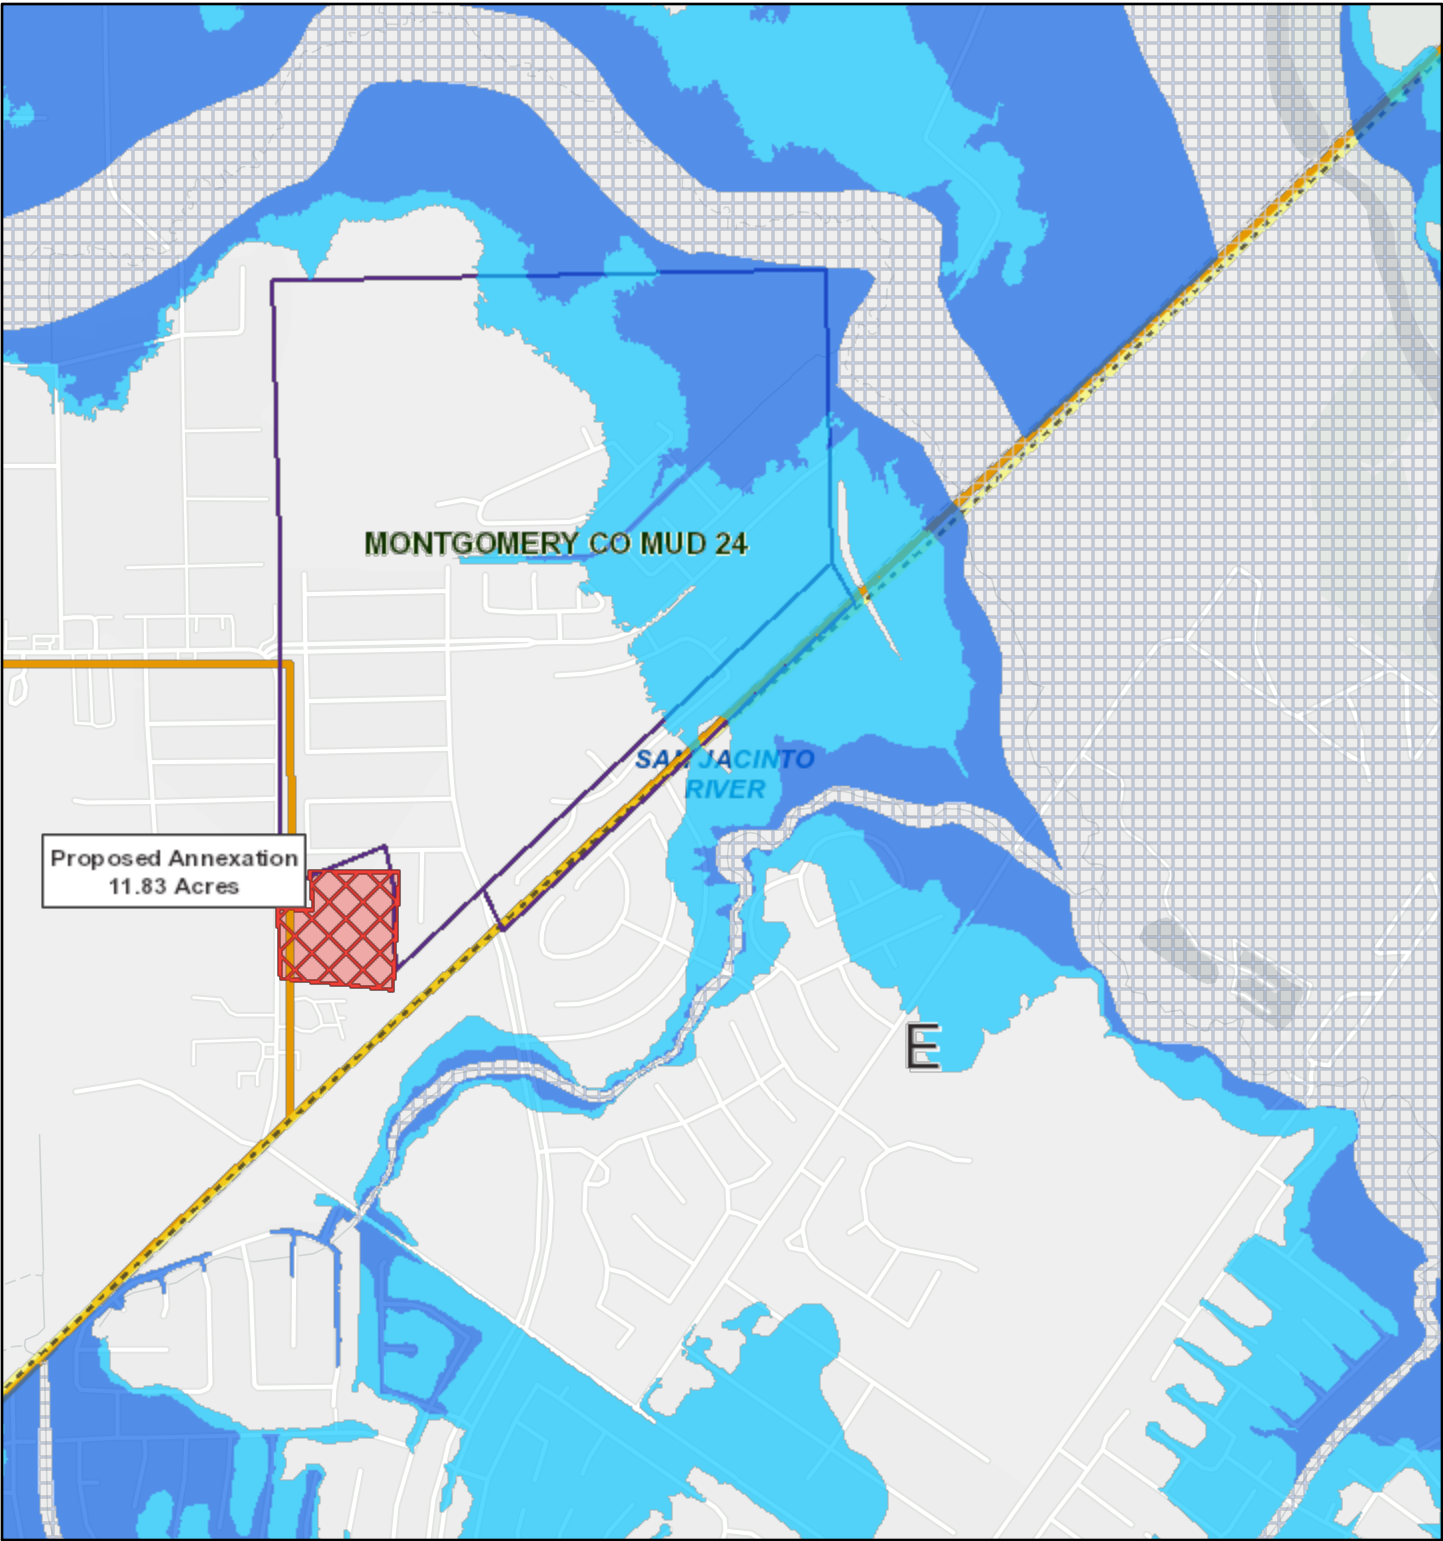 MONTGOMERY CO MUD 24
SAN JACINTO
RIVER
Proposed Annexation
11.83 Acres
E